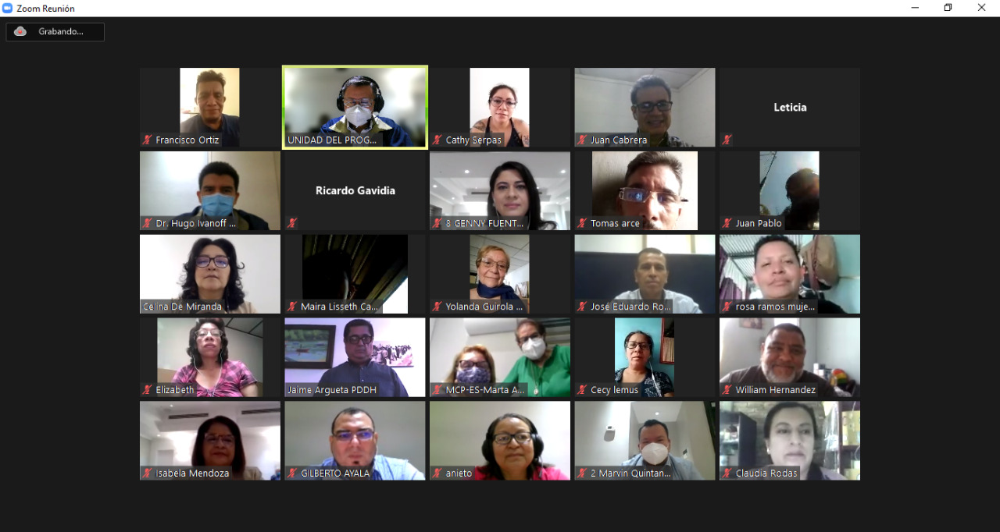 Zoom Reunión
Grabando...
Francisco Ortiz
UNIDAD DEL PROG...
Cathy Serpas
Juan Cabrera
Leticia
Dr. Hugo Ivanoff ...
Ricardo Gavidia
8 GENNY FUENT...
Tomas arce
Juan Pablo
Celina De Miranda
Maira Lisseth Ca...
Yolanda Guirola ...
José Eduardo Ro...
rosa ramos muje...
Elizabeth
Jaime Argueta PDDH
MCP-ES-Marta A...
Cecy lemus
William Hernandez
Isabela Mendoza
GILBERTO AYALA
anieto
2 Marvin Quintan...
Claudia Rodas